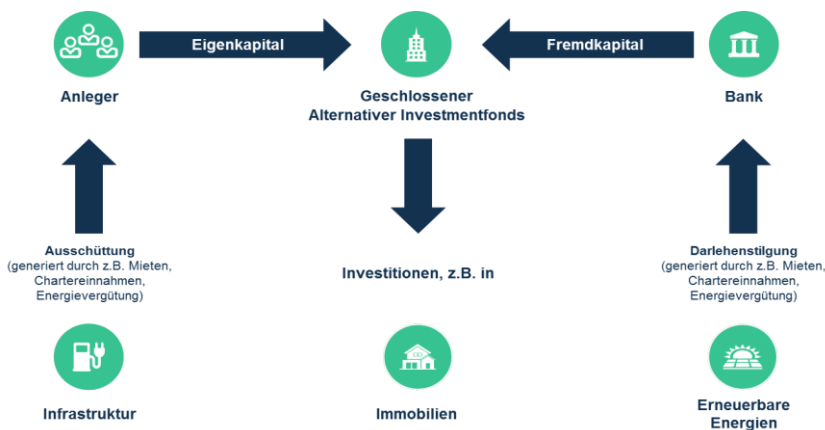 Eigenkapital
Fremdkapital
Anleger
Geschlossener
Alternativer Investmentfonds
Bank
Ausschüttung
(generiert durch z.B. Mieten,
Chartereinnahmen,
Energievergütung)
Investitionen, z.B. in
Darlehenstilgung
(generiert durch z.B. Mieten,
Chartereinnahmen,
Energievergütung)
Infrastruktur
Immobilien
Erneuerbare
Energien